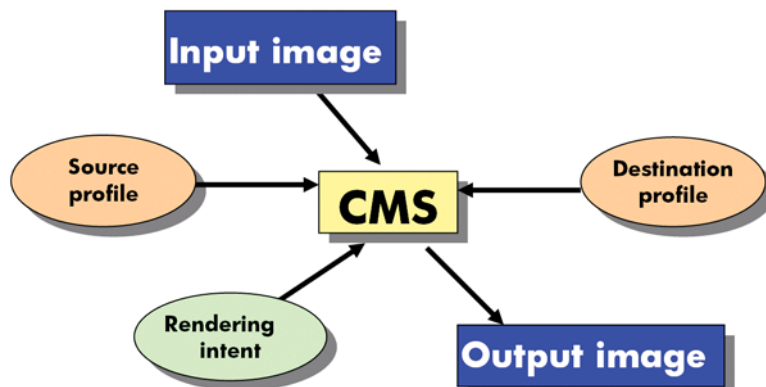 Input image
Source
profile
Destination
profile
CMS
Rendering
intent
Output image